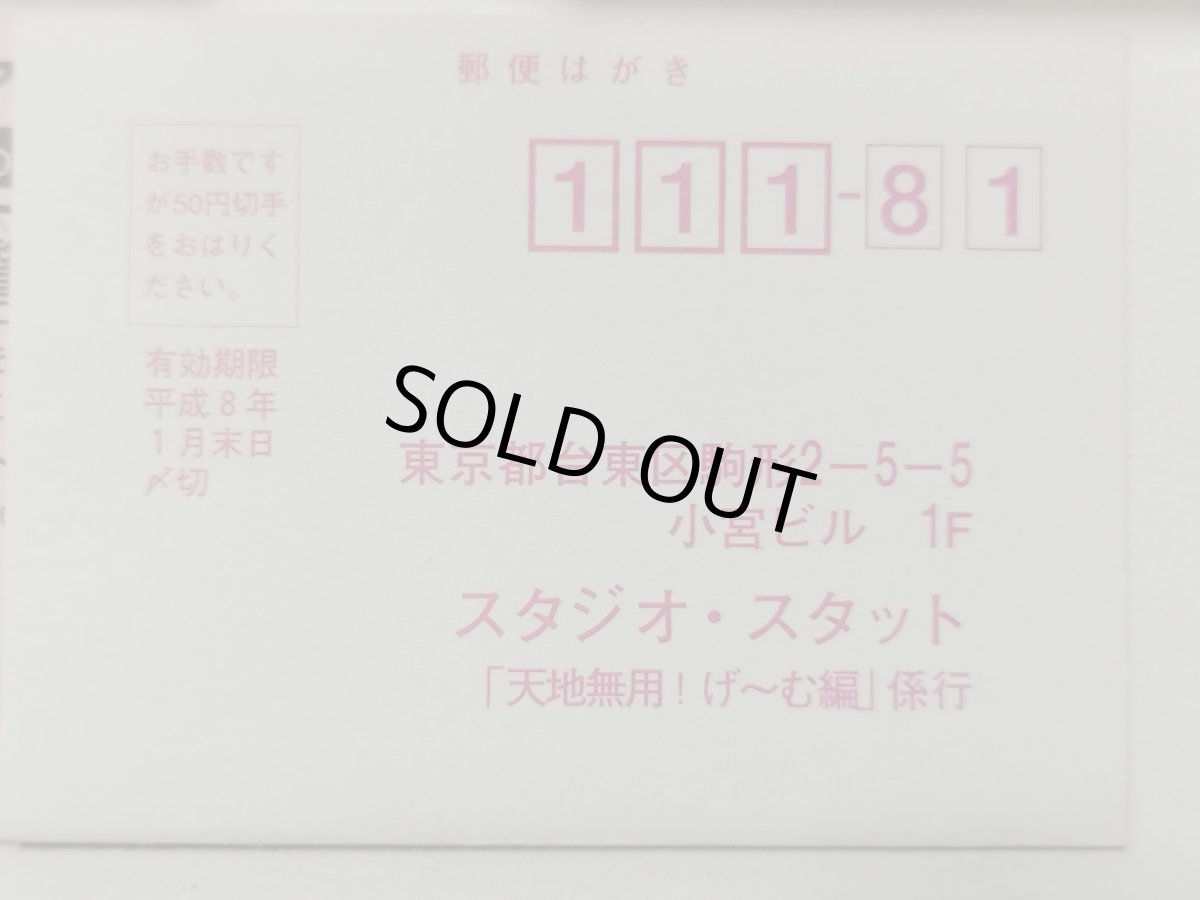 郵便はがき
111-81
お手数です
が50円切手
をおはりく
ださい。
有効期限
平成8年
1月末日
〆切
SOLD OUT
東京都台東区駒形2-5-5
小宮ビル 1F
スタジオ・スタット
「天地無用！げ〜む編」係行